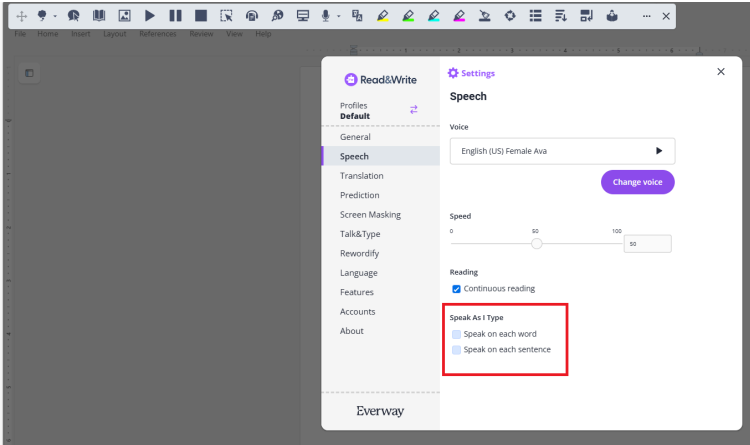 File Home Insert Layout References Review View Help
Read&Write
Profiles
Default
General
Speech
Translation
Prediction
Screen Masking
Talk&Type
Rewordify
Language
Features
Accounts
About
Everway
Settings
Speech
Voice
English (US) Female Ava
Change voice
Speed
0 50 100
50
Reading
Continuous reading
Speak As I Type
Speak on each word
Speak on each sentence